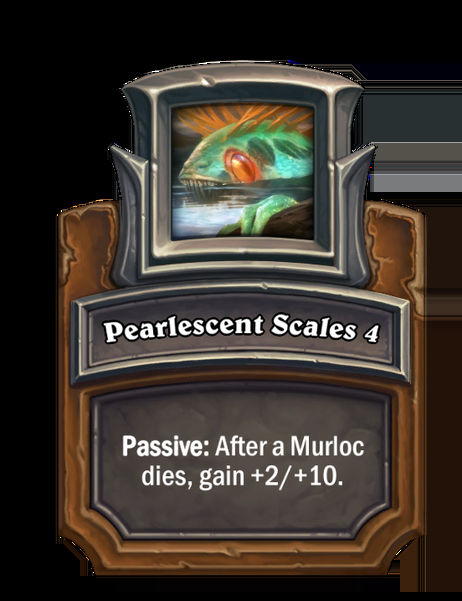 Pearlescent Scales 4
Passive: After a Murloc
dies, gain +2/+10.